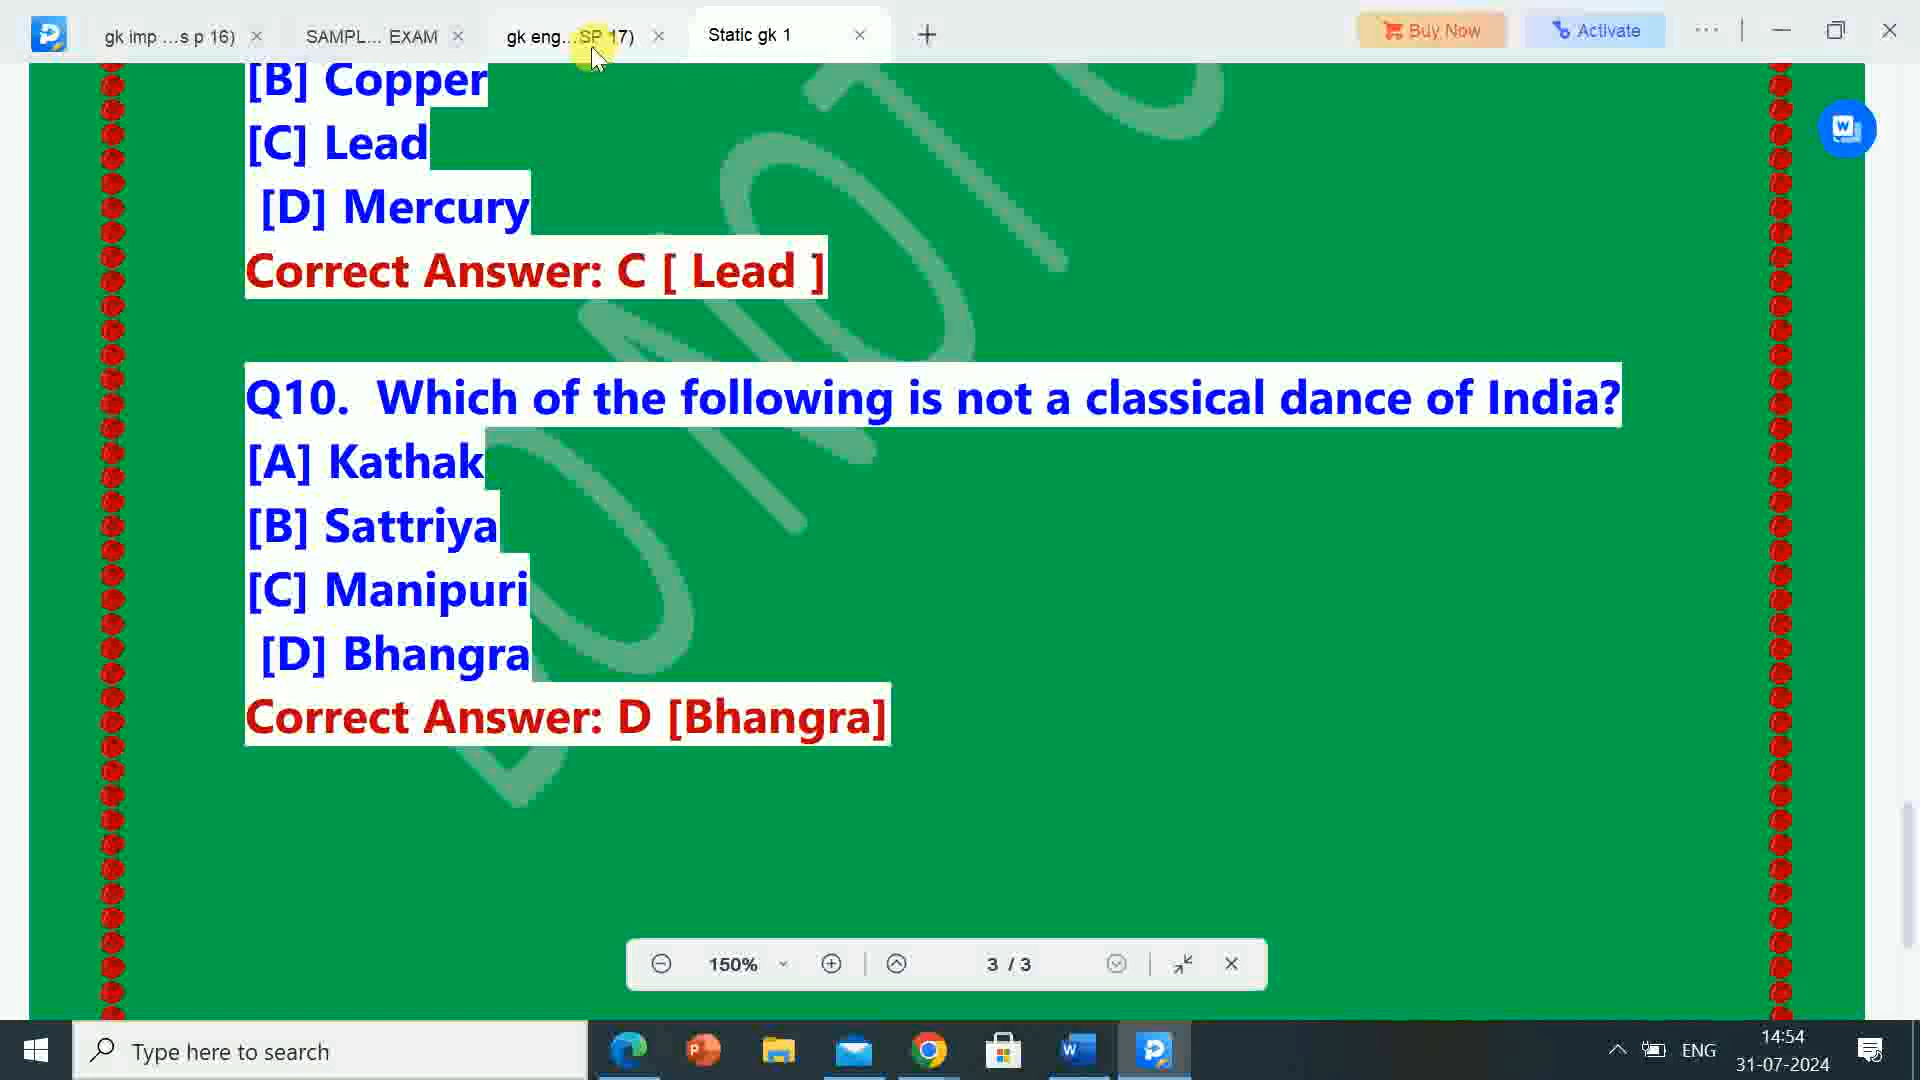 gk imp ...s p 16)
SAMPL... EXAM
gk eng...SP 17)
Static gk 1
Buy Now
Activate
[B] Copper
[C] Lead
[D] Mercury
Correct Answer: C [ Lead ]
Q10. Which of the following is not a classical dance of India?
[A] Kathak
[B] Sattriya
[C] Manipuri
[D] Bhangra
Correct Answer: D [Bhangra]
150%
3 / 3
Type here to search
ENG
14:54
31-07-2024